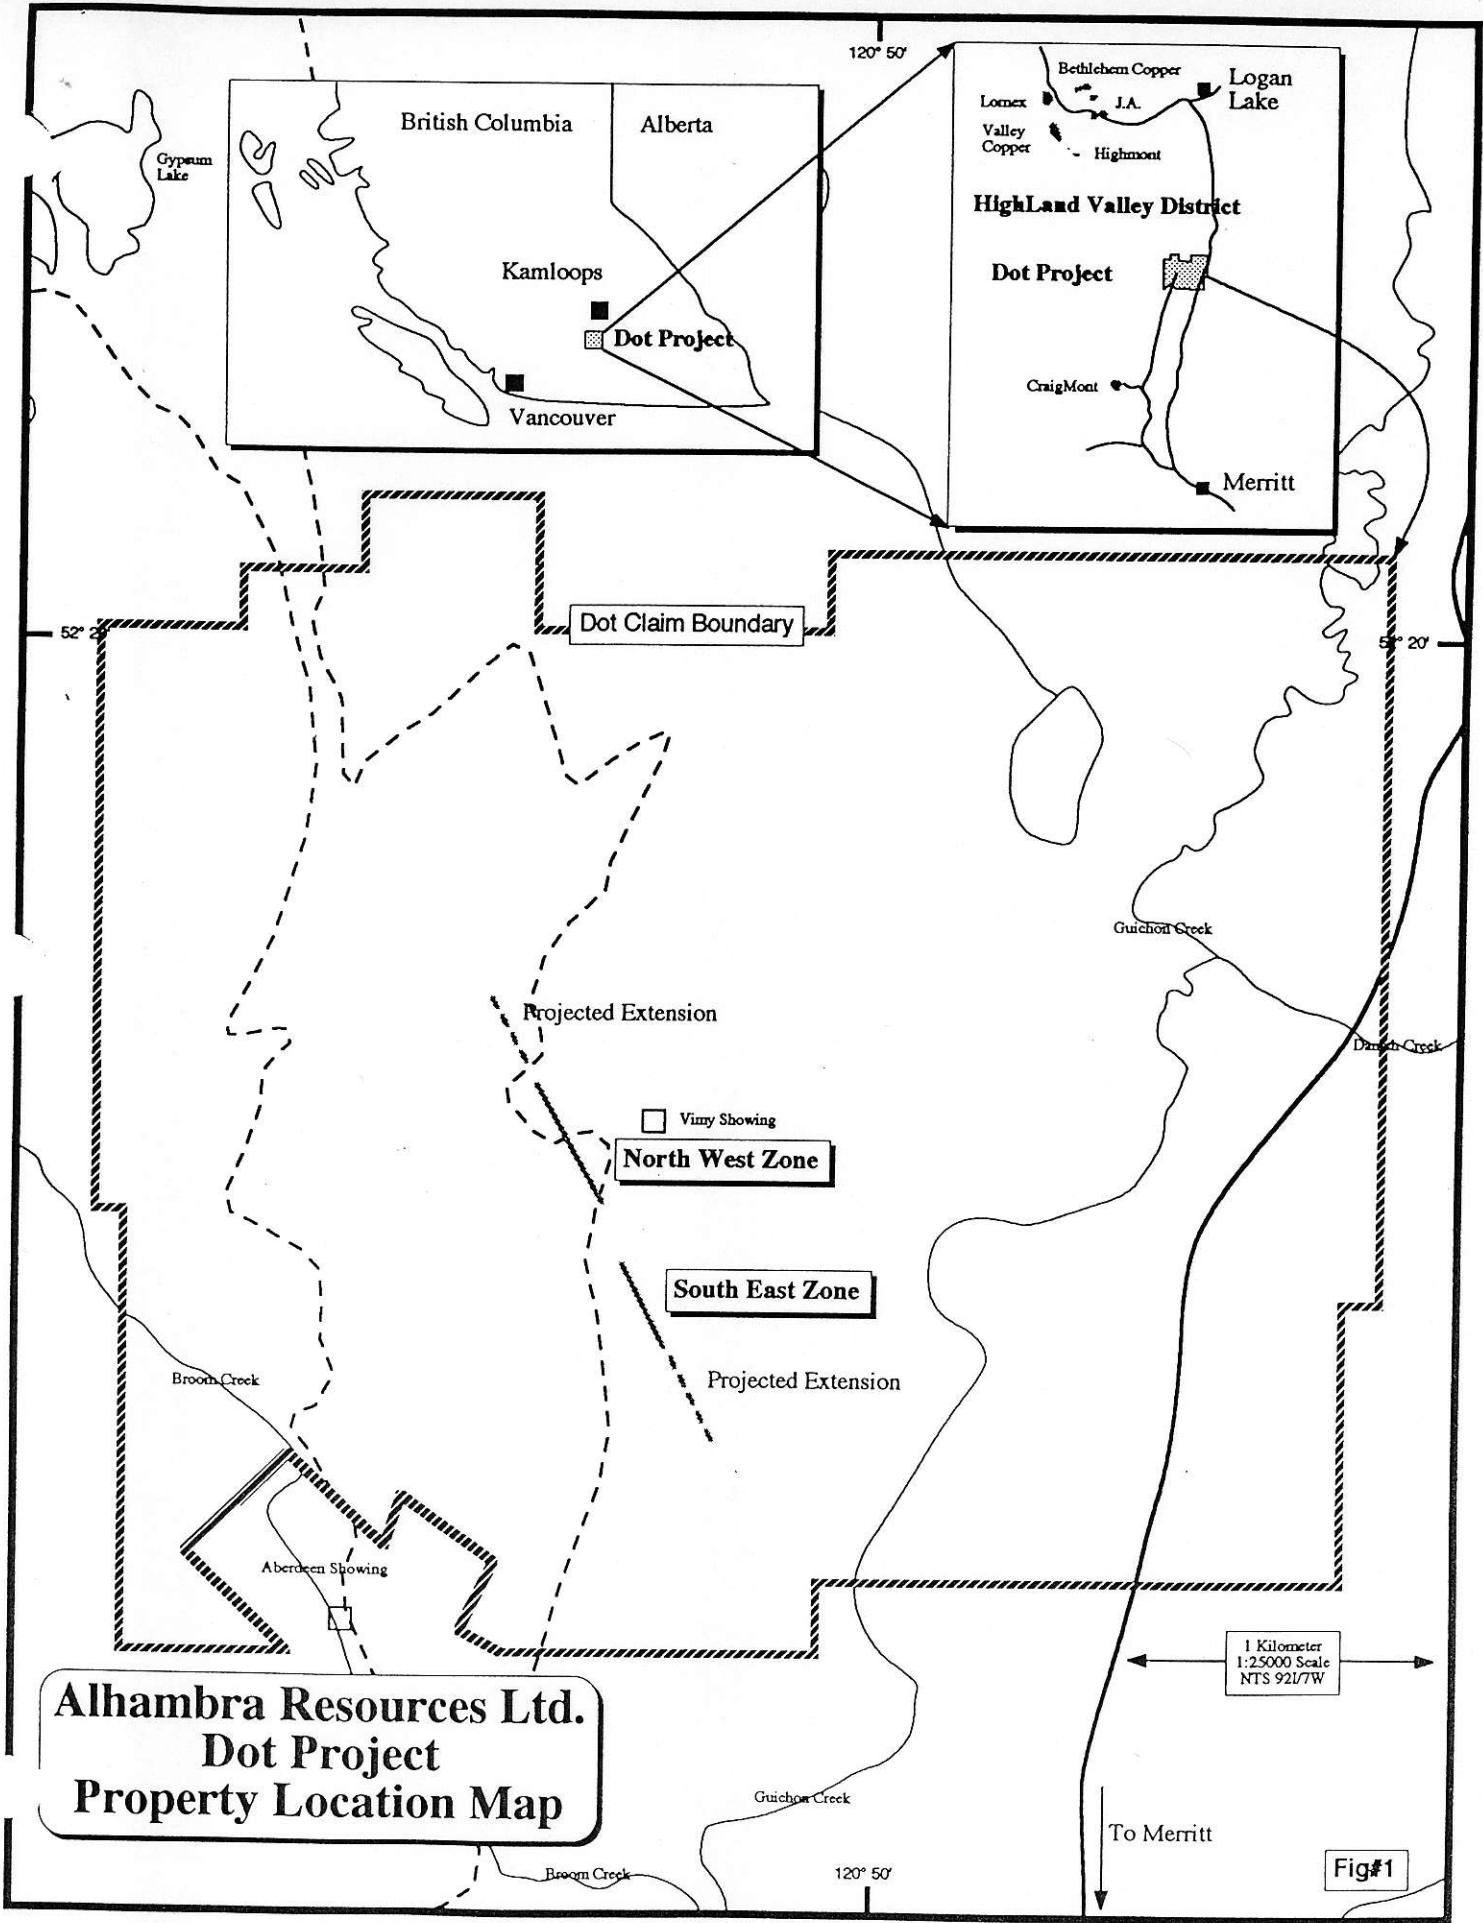 120° 50'
Gypsum
Lake
British Columbia
Alberta
Kamloops
Dot Project
Vancouver
Bethlehem Copper
Logan
Lake
Lornex
J.A.
Valley
Copper
Highmont
HighLand Valley District
Dot Project
CraigMont
Merritt
Dot Claim Boundary
52° 2
° 20'
Guichon Creek
Projected Extension
Vimy Showing
North West Zone
South East Zone
Projected Extension
Broom Creek
Aberdeen Showing
1 Kilometer
1:25000 Scale
NTS 92I/7W
Alhambra Resources Ltd.
Dot Project
Property Location Map
Guichon Creek
To Merritt
Broom Creek
120° 50'
Fig#1